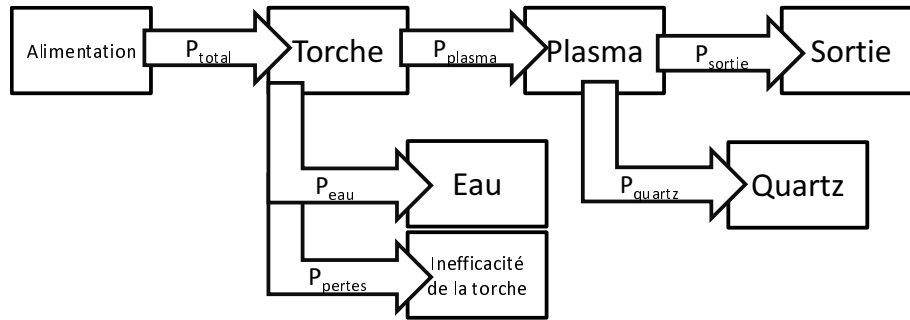 Alimentation
P_total
Torche
P_plasma
Plasma
P_sortie
Sortie
P_eau
Eau
P_quartz
Quartz
P_pertes
Inefficacité
de la torche